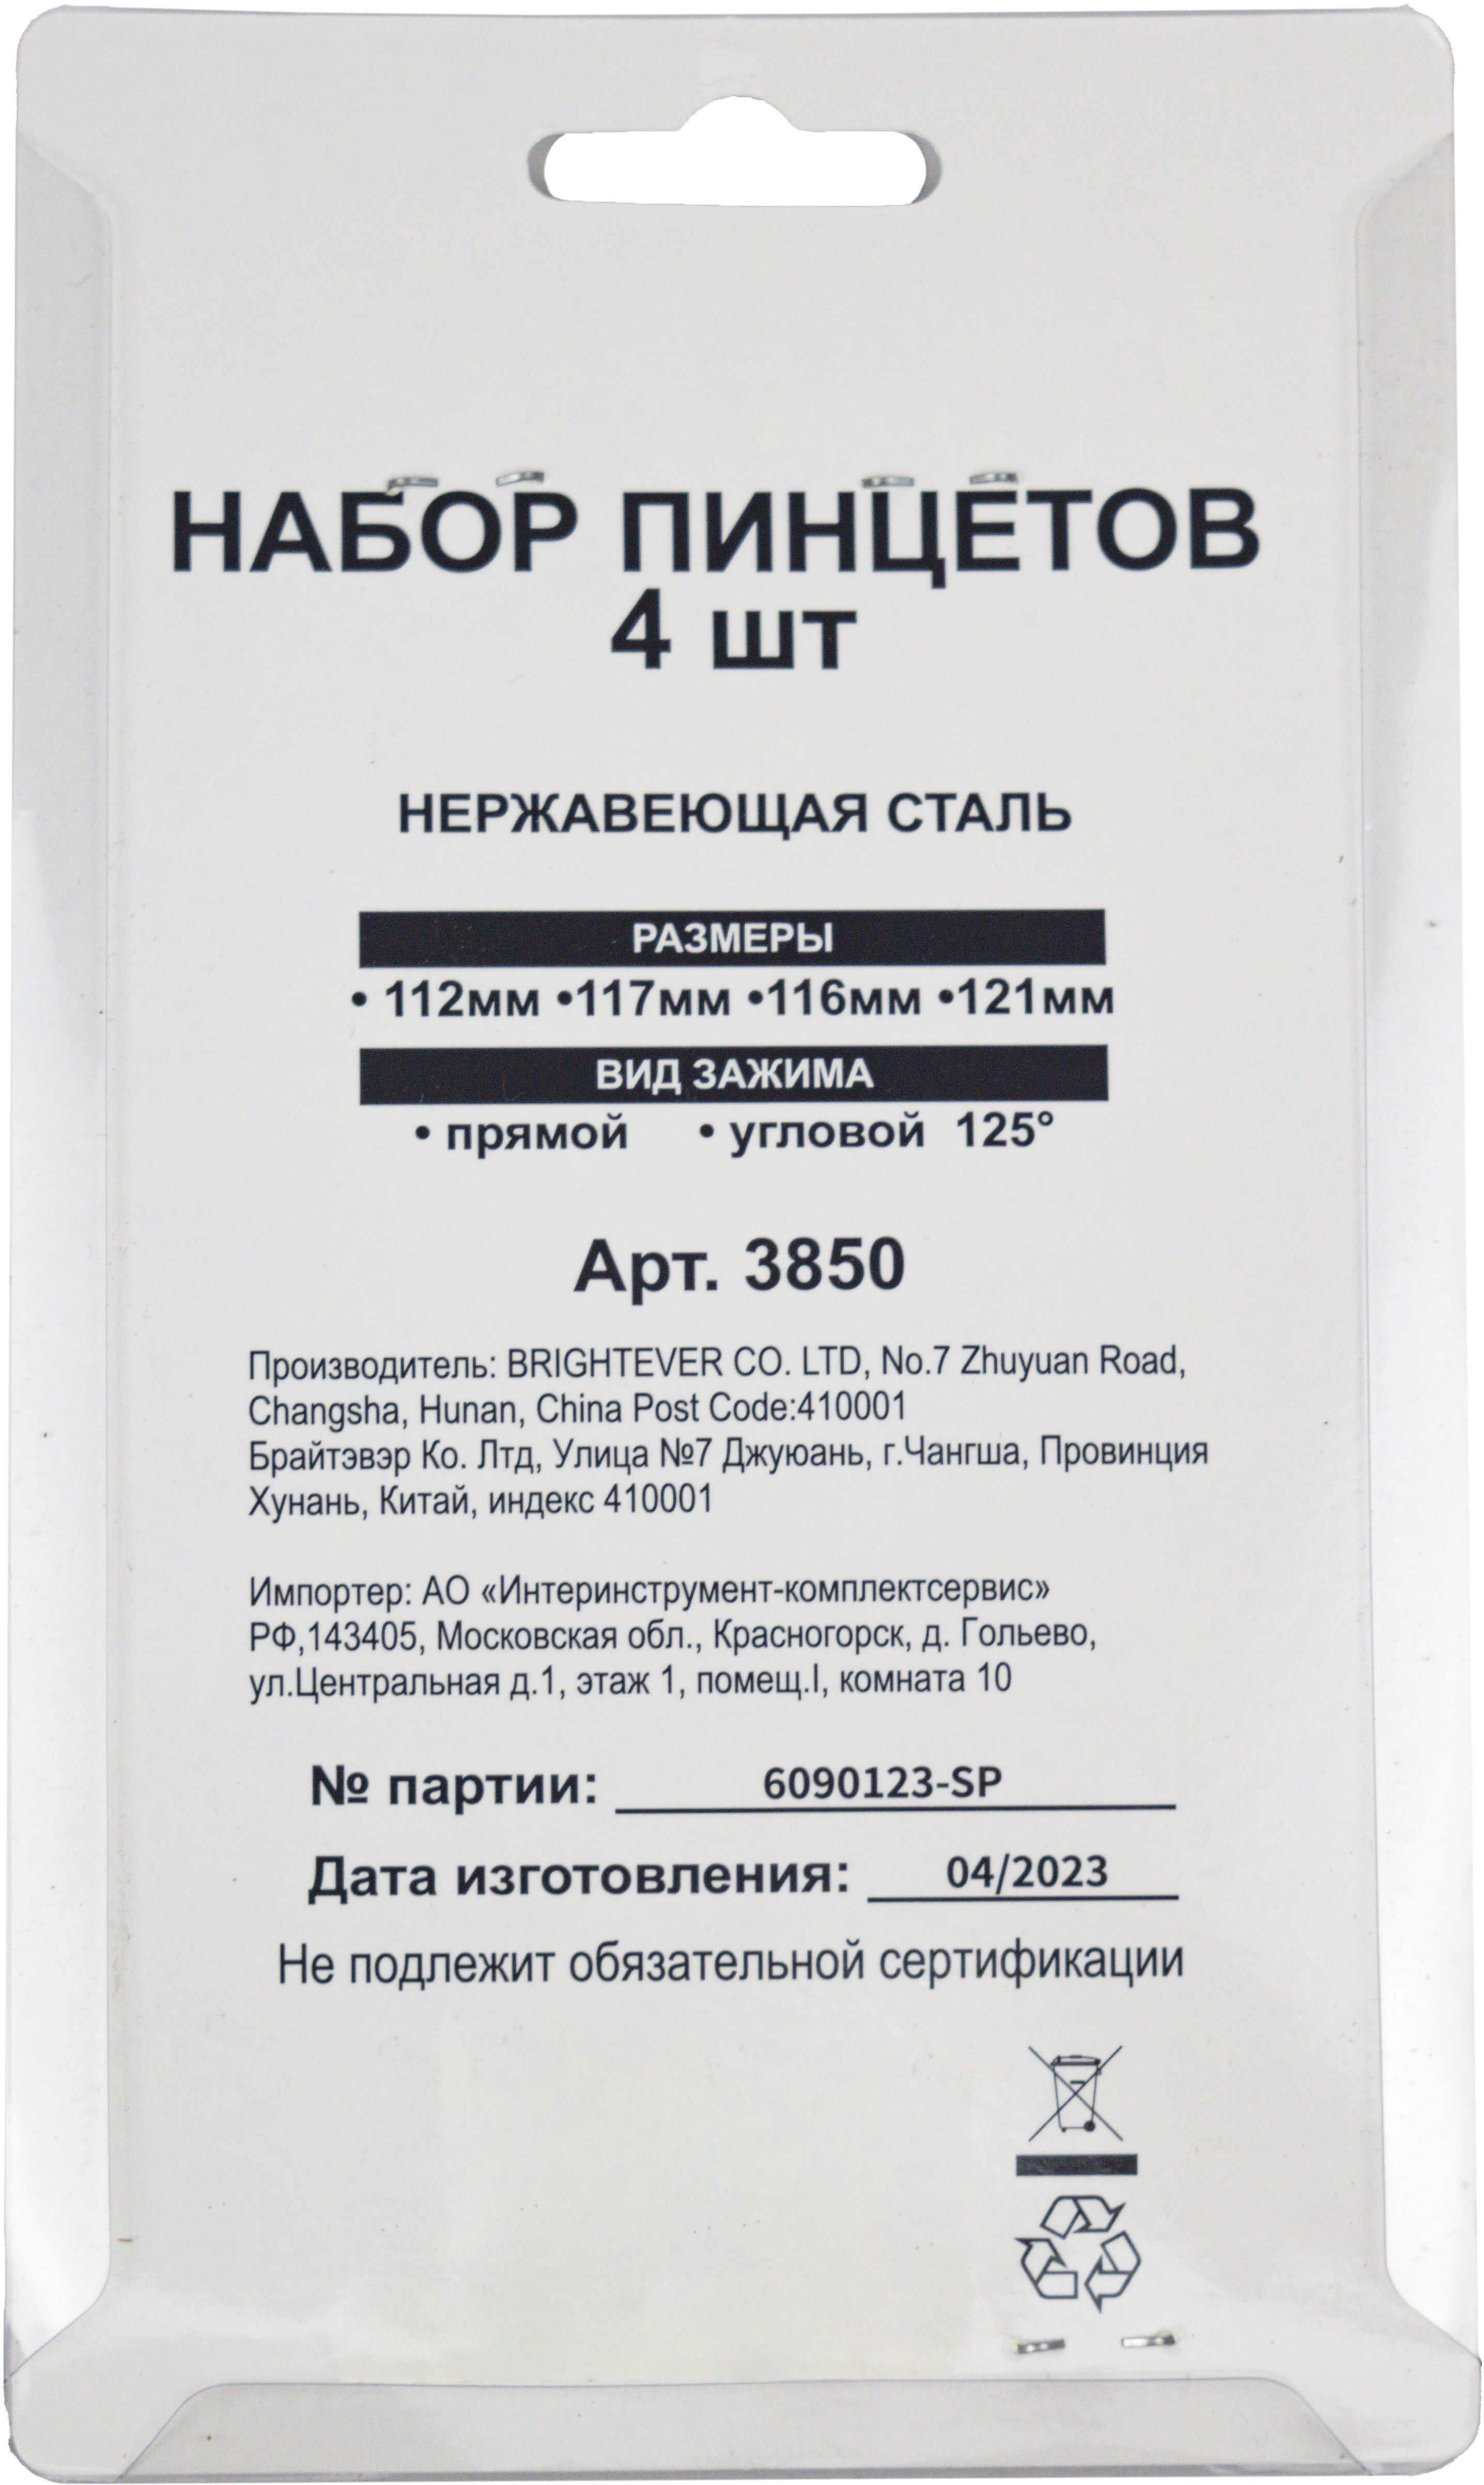 НАБОР ПИНЦЕТОВ
4 шт
НЕРЖАВЕЮЩАЯ СТАЛЬ
РАЗМЕРЫ
• 112мм •117мм •116мм •121мм
ВИД ЗАЖИМА
• прямой • угловой 125°
Арт. 3850
Производитель: BRIGHTEVER CO. LTD, No.7 Zhuyuan Road,
Changsha, Hunan, China Post Code:410001
Брайтэвэр Ко. Лтд, Улица №7 Джуюань, г.Чангша, Провинция
Хунань, Китай, индекс 410001
Импортер: АО «Интеринструмент-комплектсервис»
РФ,143405, Московская обл., Красногорск, д. Гольево,
ул.Центральная д.1, этаж 1, помещ.I, комната 10
№ партии: 6090123-SP
Дата изготовления: 04/2023
Не подлежит обязательной сертификации